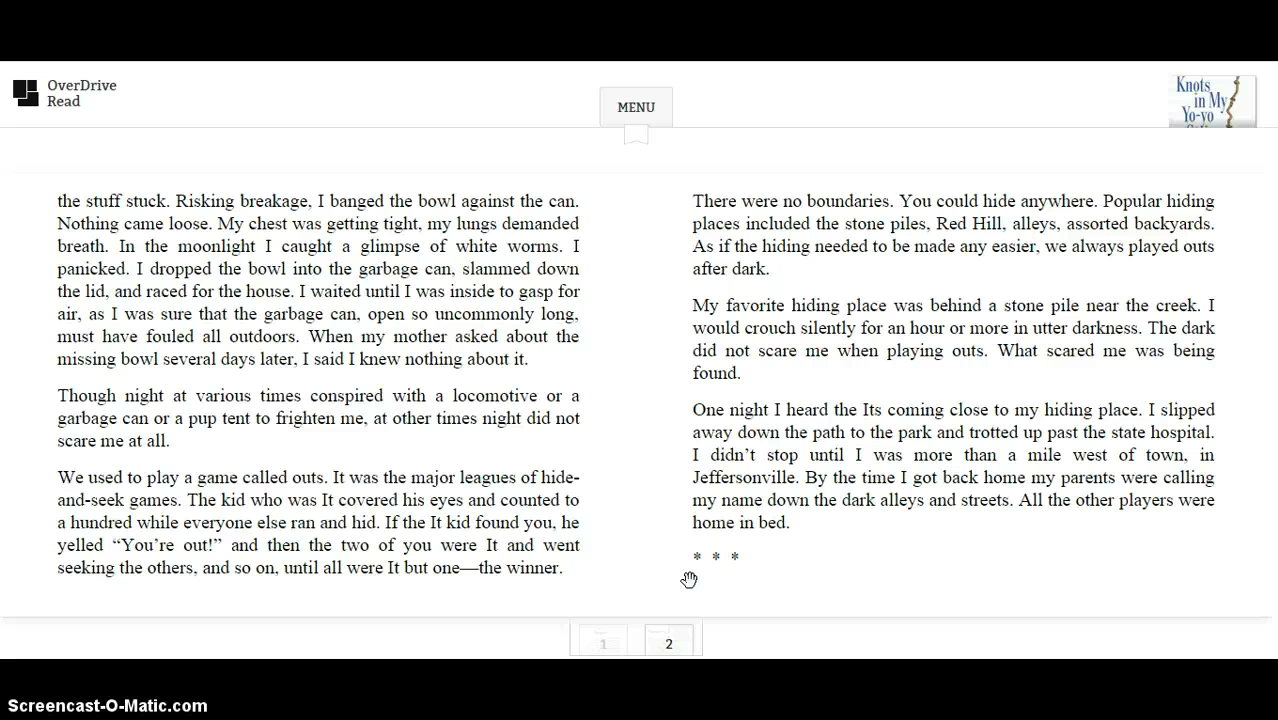 OverDrive
Read
MENU
Knots
in My
Yo-yo
the stuff stuck. Risking breakage, I banged the bowl against the can.
Nothing came loose. My chest was getting tight, my lungs demanded
breath. In the moonlight I caught a glimpse of white worms. I
panicked. I dropped the bowl into the garbage can, slammed down
the lid, and raced for the house. I waited until I was inside to gasp for
air, as I was sure that the garbage can, open so uncommonly long,
must have fouled all outdoors. When my mother asked about the
missing bowl several days later, I said I knew nothing about it.
Though night at various times conspired with a locomotive or a
garbage can or a pup tent to frighten me, at other times night did not
scare me at all.
We used to play a game called outs. It was the major leagues of hide-
and-seek games. The kid who was It covered his eyes and counted to
a hundred while everyone else ran and hid. If the It kid found you, he
yelled “You’re out!” and then the two of you were It and went
seeking the others, and so on, until all were It but one—the winner.
There were no boundaries. You could hide anywhere. Popular hiding
places included the stone piles, Red Hill, alleys, assorted backyards.
As if the hiding needed to be made any easier, we always played outs
after dark.
My favorite hiding place was behind a stone pile near the creek. I
would crouch silently for an hour or more in utter darkness. The dark
did not scare me when playing outs. What scared me was being
found.
One night I heard the Its coming close to my hiding place. I slipped
away down the path to the park and trotted up past the state hospital.
I didn’t stop until I was more than a mile west of town, in
Jeffersonville. By the time I got back home my parents were calling
my name down the dark alleys and streets. All the other players were
home in bed.
* * *
1
2
Screencast-O-Matic.com